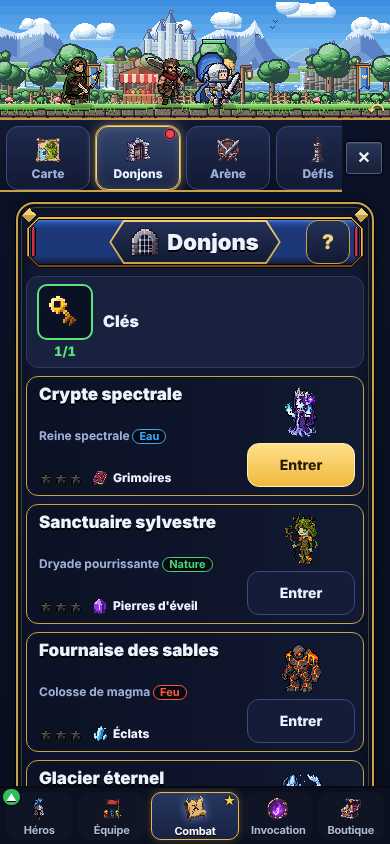 Carte
Donjons
Arène
Défis
×
Donjons
?
Clés
1/1
Crypte spectrale
Reine spectrale Eau
Grimoires
Entrer
Sanctuaire sylvestre
Dryade pourrissante Nature
Pierres d'éveil
Entrer
Fournaise des sables
Colosse de magma Feu
Éclats
Entrer
Glacier éternel
Héros
Équipe
Combat
Invocation
Boutique